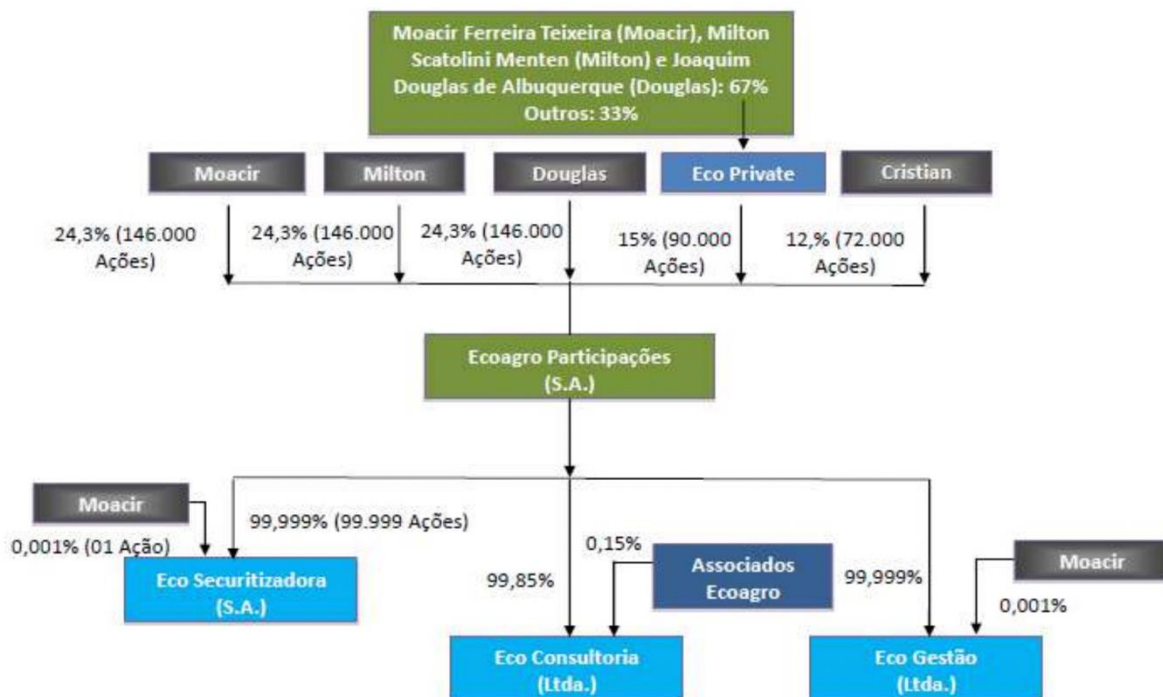 Moacir Ferreira Teixeira (Moacir), Milton
Scatolini Menten (Milton) e Joaquim
Douglas de Albuquerque (Douglas): 67%
Outros: 33%
Moacir
Milton
Douglas
Eco Private
Cristian
24,3% (146.000
Ações)
24,3% (146.000
Ações)
24,3% (146.000
Ações)
15% (90.000
Ações)
12,% (72.000
Ações)
Ecoagro Participações
(S.A.)
Moacir
0,001% (01 Ação)
99,999% (99.999 Ações)
Eco Securitizadora
(S.A.)
99,85%
0,15%
Associados
Ecoagro
99,999%
Moacir
0,001%
Eco Consultoria
(Ltda.)
Eco Gestão
(Ltda.)